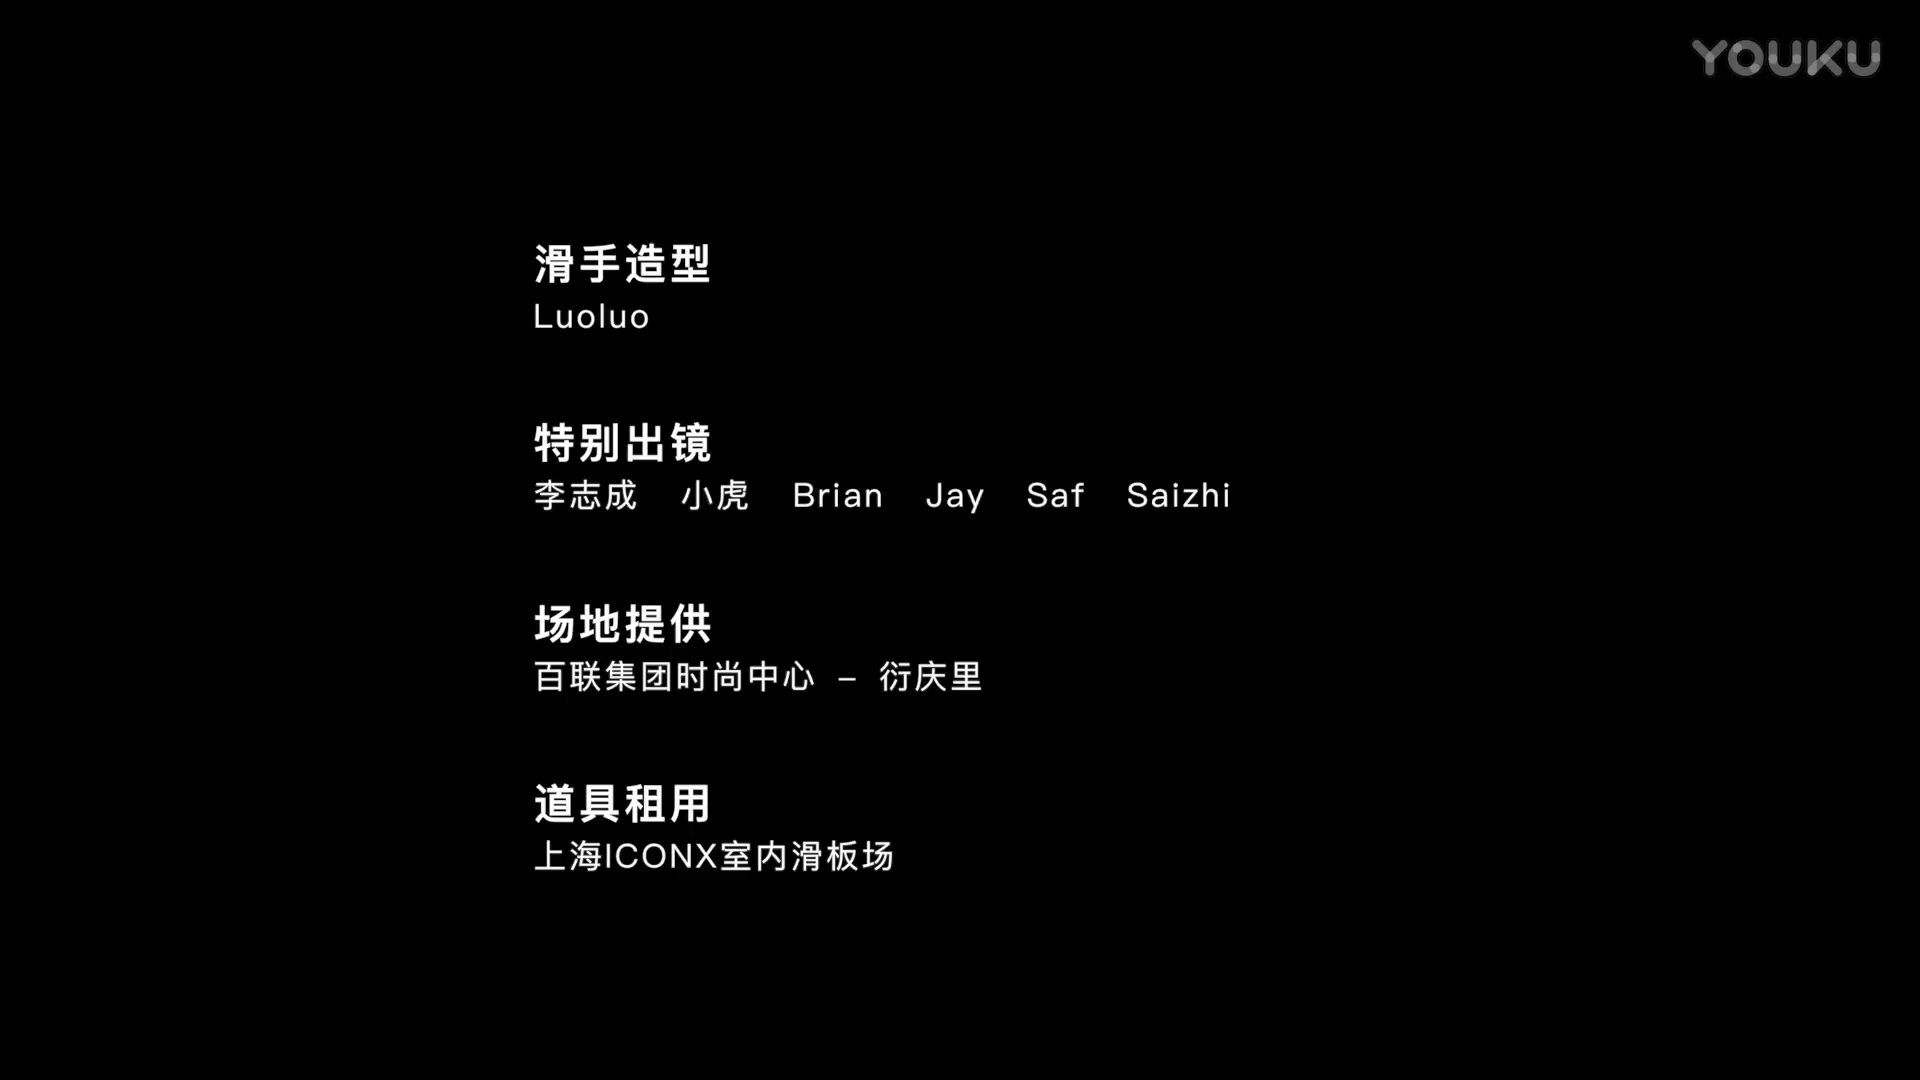 YOUKU
滑手造型
Luoluo
特别出镜
李志成 小虎 Brian Jay Saf Saizhi
场地提供
百联集团时尚中心 – 衍庆里
道具租用
上海ICONX室内滑板场